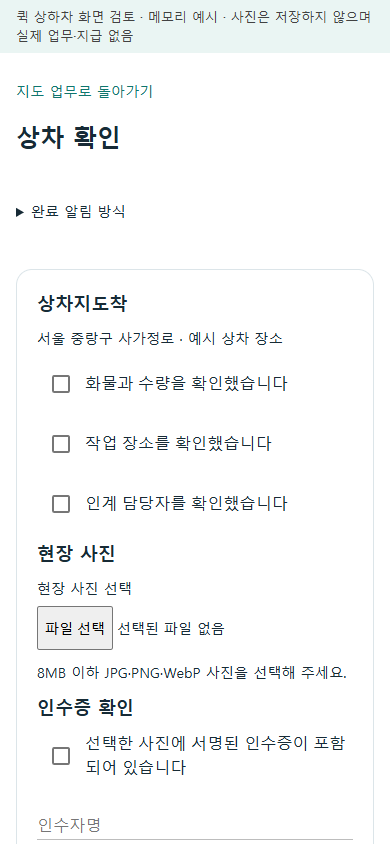 퀵 상하차 화면 검토 · 메모리 예시 · 사진은 저장하지 않으며
실제 업무·지급 없음
지도 업무로 돌아가기
상차 확인
▶ 완료 알림 방식
상차지도착
서울 중랑구 사가정로 · 예시 상차 장소
화물과 수량을 확인했습니다
작업 장소를 확인했습니다
인계 담당자를 확인했습니다
현장 사진
현장 사진 선택
파일 선택 선택된 파일 없음
8MB 이하 JPG·PNG·WebP 사진을 선택해 주세요.
인수증 확인
선택한 사진에 서명된 인수증이 포함
되어 있습니다
인수자명